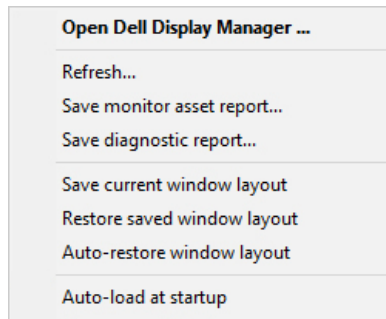 Open Dell Display Manager ...
Refresh...
Save monitor asset report...
Save diagnostic report...
Save current window layout
Restore saved window layout
Auto-restore window layout
Auto-load at startup